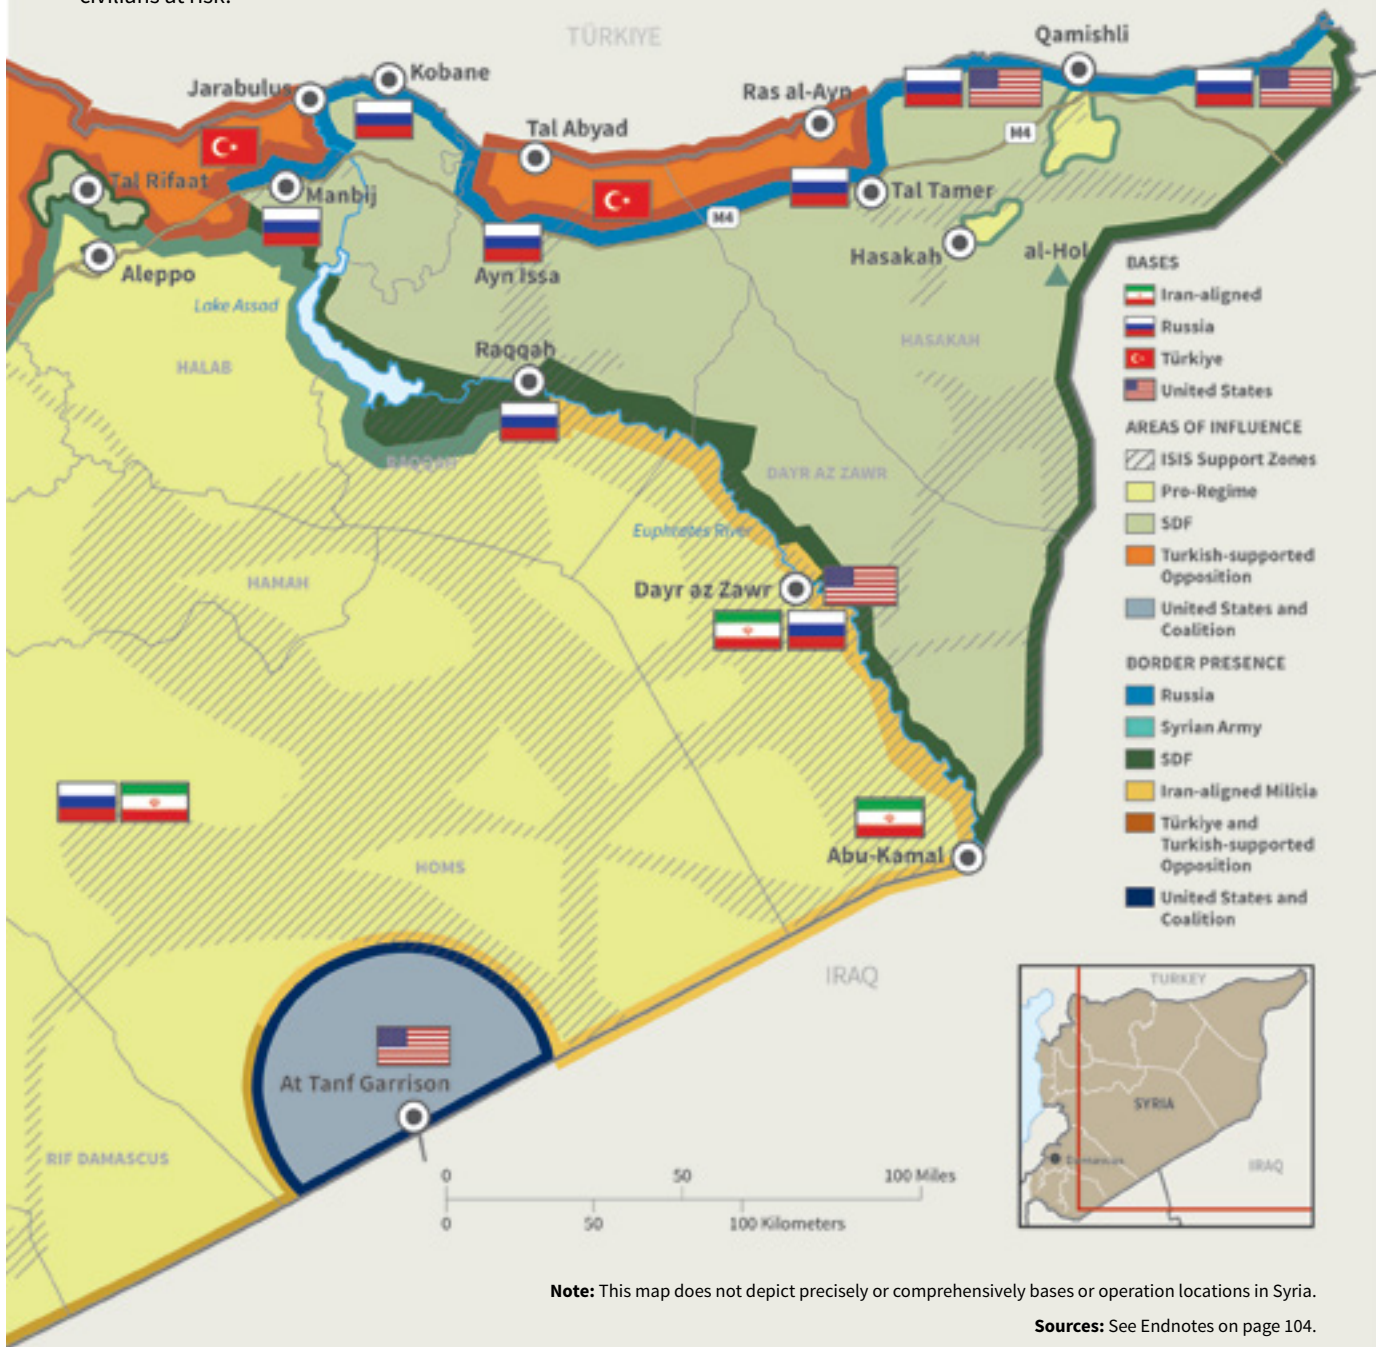 civilians at risk.
TÜRKIYE
Qamishli
Jarabulus
Kobane
Ras al-Ayn
Tal Abyad
M4
Tal Rifaat
Manbij
Tal Tamer
M4
Hasakah
al-Hol
Aleppo
Ayn Issa
Lake Assad
HALAB
Raqqah
HASAKAH
RAQQAH
DAYR AZ ZAWR
Euphrates River
HAMAH
Dayr az Zawr
Abu-Kamal
HOMS
IRAQ
At Tanf Garrison
RIF DAMASCUS
0 50 100 Miles
0 50 100 Kilometers
BASES
Iran-aligned
Russia
Türkiye
United States
AREAS OF INFLUENCE
ISIS Support Zones
Pro-Regime
SDF
Turkish-supported
Opposition
United States and
Coalition
BORDER PRESENCE
Russia
Syrian Army
SDF
Iran-aligned Militia
Türkiye and
Turkish-supported
Opposition
United States and
Coalition
TURKEY
SYRIA
Damascus
IRAQ
Note: This map does not depict precisely or comprehensively bases or operation locations in Syria.
Sources: See Endnotes on page 104.